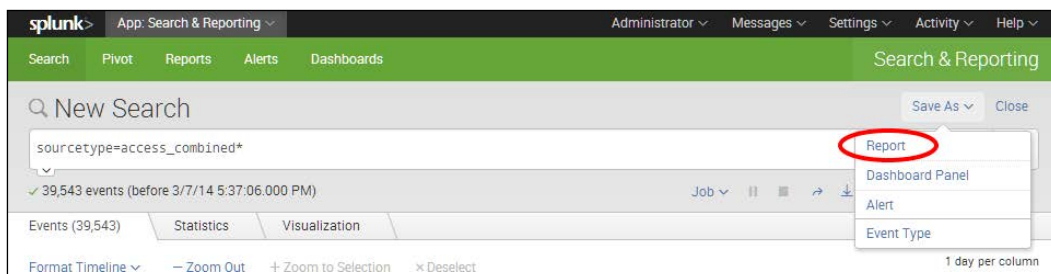 splunk> App: Search & Reporting Administrator Messages Settings Activity Help
Search Pivot Reports Alerts Dashboards Search & Reporting
New Search Save As Close
sourcetype=access_combined*
Report
Dashboard Panel
Alert
Event Type
✓ 39,543 events (before 3/7/14 5:37:06.000 PM) Job
Events (39,543) Statistics Visualization
Format Timeline — Zoom Out + Zoom to Selection × Deselect 1 day per column